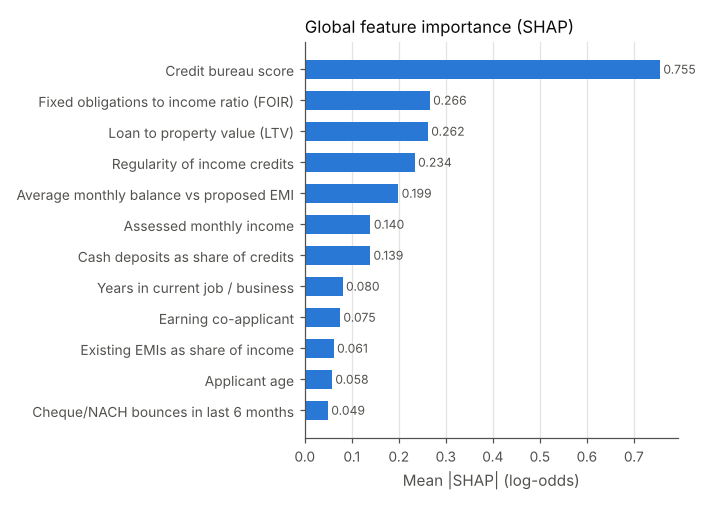 Global feature importance (SHAP)
Credit bureau score 0.755
Fixed obligations to income ratio (FOIR) 0.266
Loan to property value (LTV) 0.262
Regularity of income credits 0.234
Average monthly balance vs proposed EMI 0.199
Assessed monthly income 0.140
Cash deposits as share of credits 0.139
Years in current job / business 0.080
Earning co-applicant 0.075
Existing EMIs as share of income 0.061
Applicant age 0.058
Cheque/NACH bounces in last 6 months 0.049
0.0 0.1 0.2 0.3 0.4 0.5 0.6 0.7
Mean |SHAP| (log-odds)